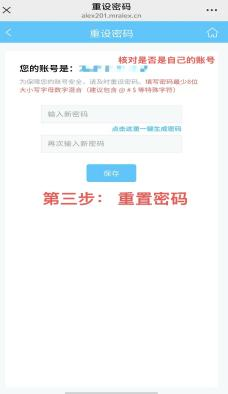 重设密码
alex201.mralex.cn
重设密码
核对是否是自己的账号
您的账号是：
为保障您的账号安全，请及时重设密码。填写密码最少8位
大小写字母数字混合（建议包含 @ # $ 等特殊字符）
输入新密码
点击这里一键生成密码
再次输入新密码
保存
第三步： 重置密码